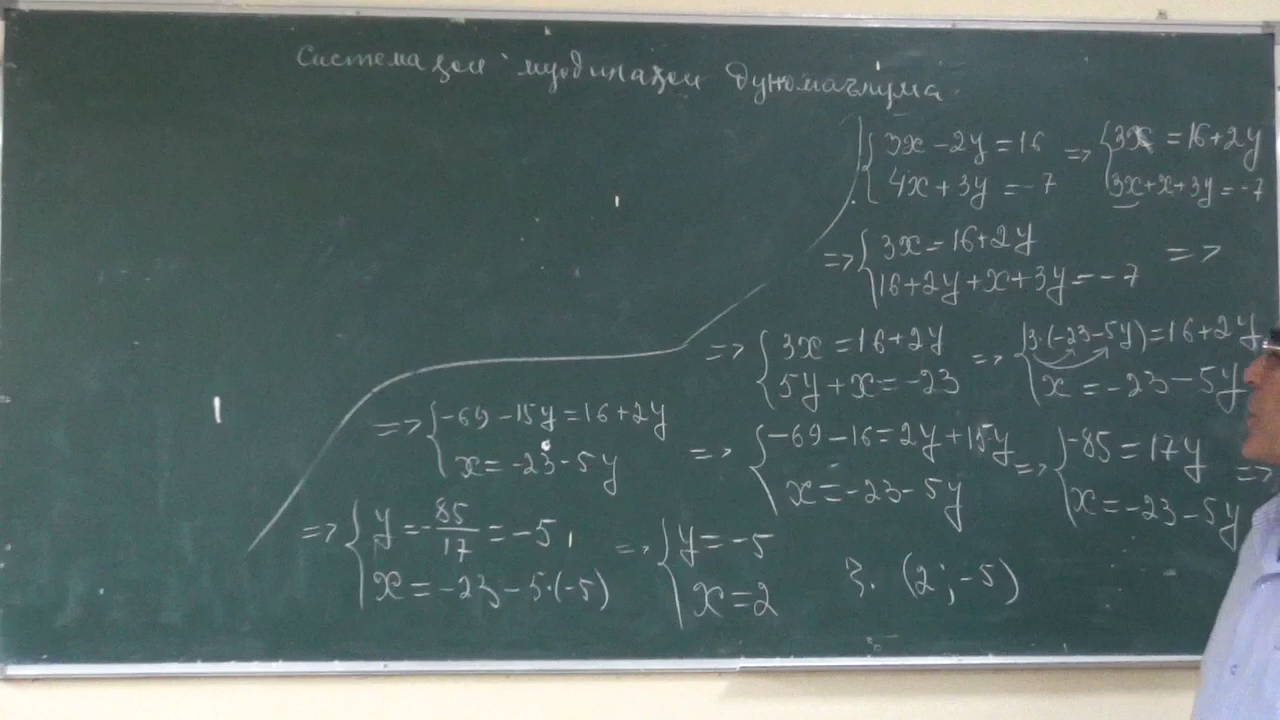 Системаҳои муодилаҳои дуномаълума
{3x - 2y = 16 => {3x = 16 + 2y
4x + 3y = -7 3x + x + 3y = -7
=> {3x = 16 + 2y =>
16 + 2y + x + 3y = -7
=> {3x = 16 + 2y => {3·(-23 - 5y) = 16 + 2y
5y + x = -23 x = -23 - 5y
=> {-69 - 15y = 16 + 2y => {-69 - 16 = 2y + 15y => {-85 = 17y =>
x = -23 - 5y x = -23 - 5y x = -23 - 5y
=> {y = -85/17 = -5, => {y = -5
x = -23 - 5·(-5) x = 2
(2; -5)